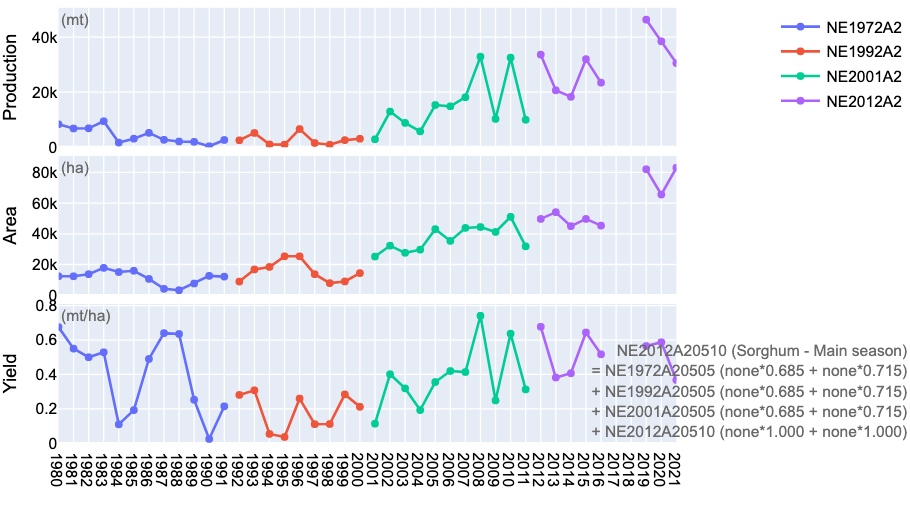 Production
(mt)
40k
20k
0
NE1972A2
NE1992A2
NE2001A2
NE2012A2
Area
(ha)
80k
60k
40k
20k
0
Yield
(mt/ha)
0.8
0.6
0.4
0.2
0
NE2012A20510 (Sorghum - Main season)
= NE1972A20505 (none*0.685 + none*0.715)
+ NE1992A20505 (none*0.685 + none*0.715)
+ NE2001A20505 (none*0.685 + none*0.715)
+ NE2012A20510 (none*1.000 + none*1.000)
1980
1981
1982
1983
1984
1985
1986
1987
1988
1989
1990
1991
1992
1993
1994
1995
1996
1997
1998
1999
2000
2001
2002
2003
2004
2005
2006
2007
2008
2009
2010
2011
2012
2013
2014
2015
2016
2017
2018
2019
2020
2021